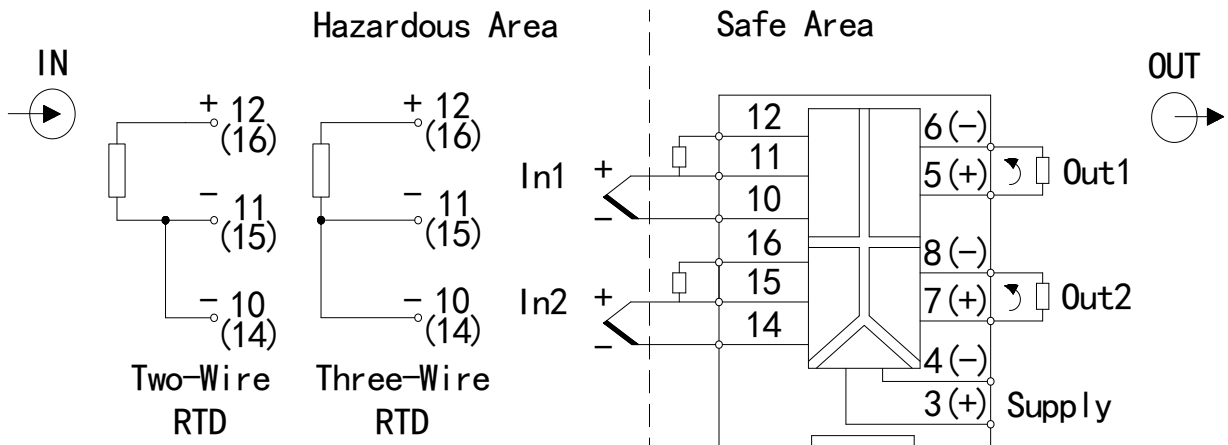 Hazardous Area
Safe Area
IN
OUT
+ 12
(16)
- 11
(15)
- 10
(14)
Two-Wire
RTD
+ 12
(16)
- 11
(15)
- 10
(14)
Three-Wire
RTD
In1
+
-
In2
+
-
12
11
10
16
15
14
6(-)
5(+)
Out1
8(-)
7(+)
Out2
4(-)
3(+)
Supply